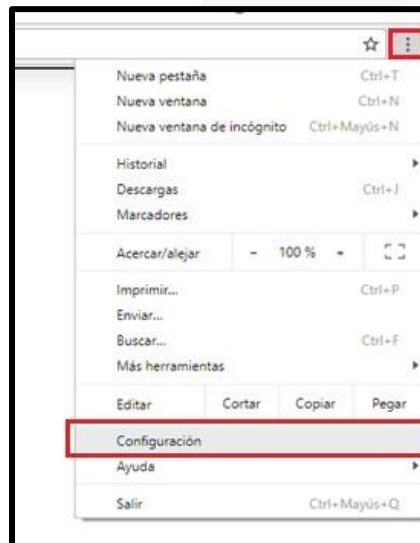 Nueva pestaña Ctrl+T
Nueva ventana Ctrl+N
Nueva ventana de incógnito Ctrl+Mayús+N
Historial
Descargas Ctrl+J
Marcadores
Acercar/alejar - 100 % +
Imprimir... Ctrl+P
Enviar...
Buscar... Ctrl+F
Más herramientas
Editar Cortar Copiar Pegar
Configuración
Ayuda
Salir Ctrl+Mayús+Q